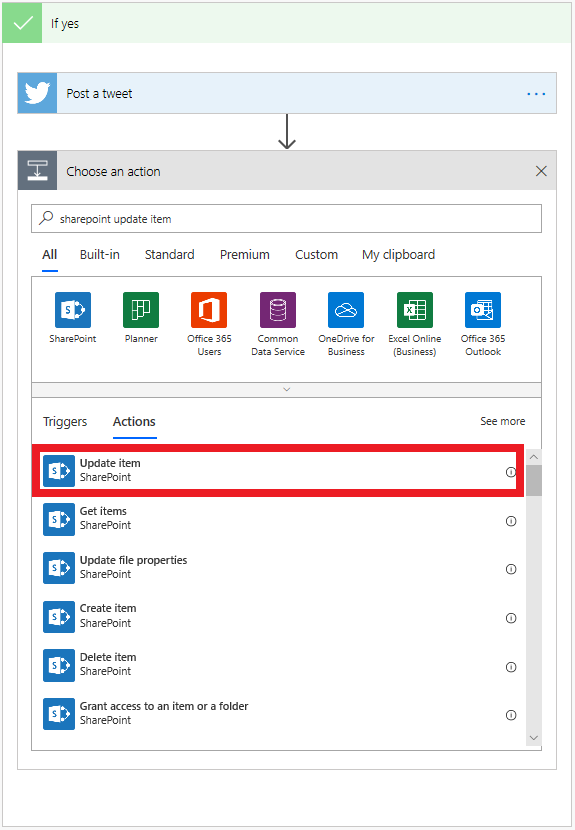 If yes
Post a tweet
Choose an action
sharepoint update item
All Built-in Standard Premium Custom My clipboard
SharePoint Planner Office 365 Users Common Data Service OneDrive for Business Excel Online (Business) Office 365 Outlook
Triggers Actions See more
Update item
SharePoint
Get items
SharePoint
Update file properties
SharePoint
Create item
SharePoint
Delete item
SharePoint
Grant access to an item or a folder
SharePoint